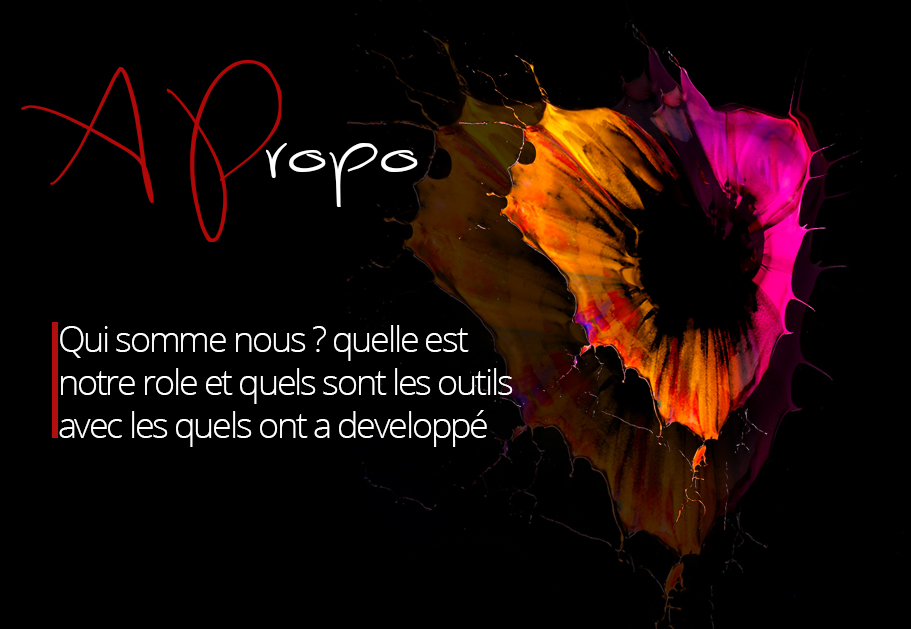 A Propo
Qui somme nous ? quelle est
notre role et quels sont les outils
avec les quels ont a developpé